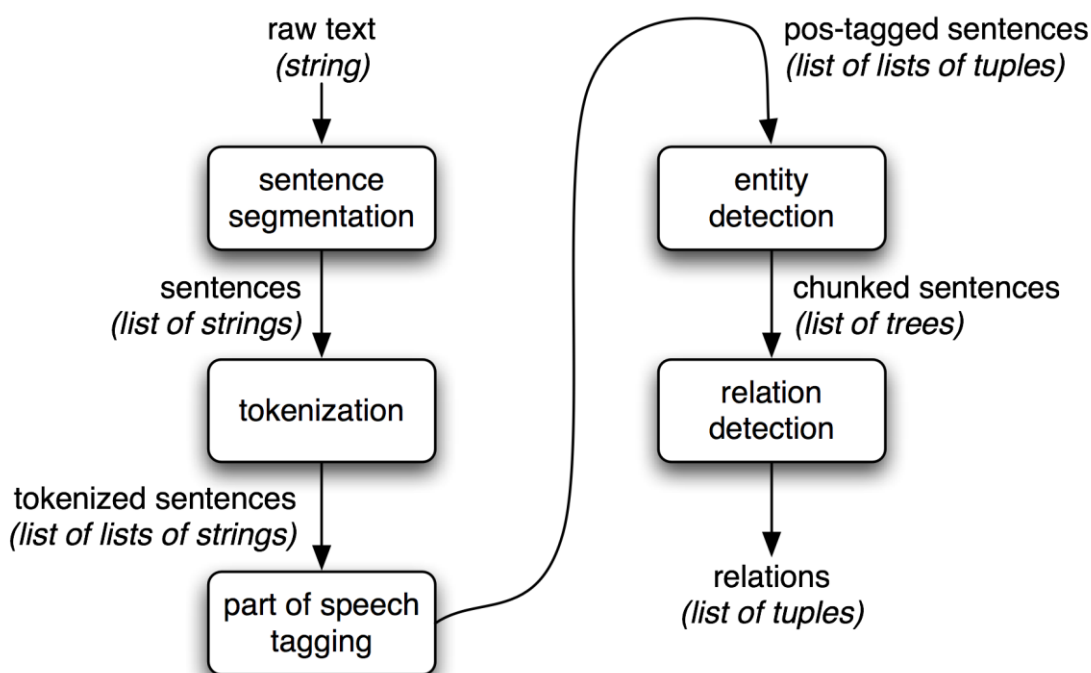 raw text
(string)
sentence
segmentation
sentences
(list of strings)
tokenization
tokenized sentences
(list of lists of strings)
part of speech
tagging
pos-tagged sentences
(list of lists of tuples)
entity
detection
chunked sentences
(list of trees)
relation
detection
relations
(list of tuples)